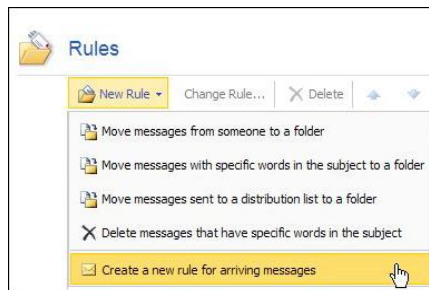 Rules
New Rule Change Rule... Delete
Move messages from someone to a folder
Move messages with specific words in the subject to a folder
Move messages sent to a distribution list to a folder
Delete messages that have specific words in the subject
Create a new rule for arriving messages